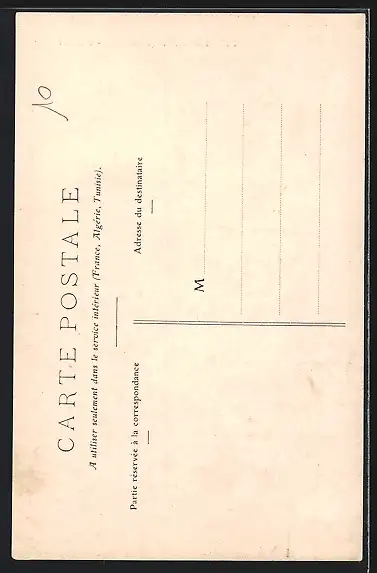 10
CARTE POSTALE
A utiliser seulement dans le service intérieur (France, Algérie, Tunisie).
Partie réservée à la correspondance
Adresse du destinataire
M